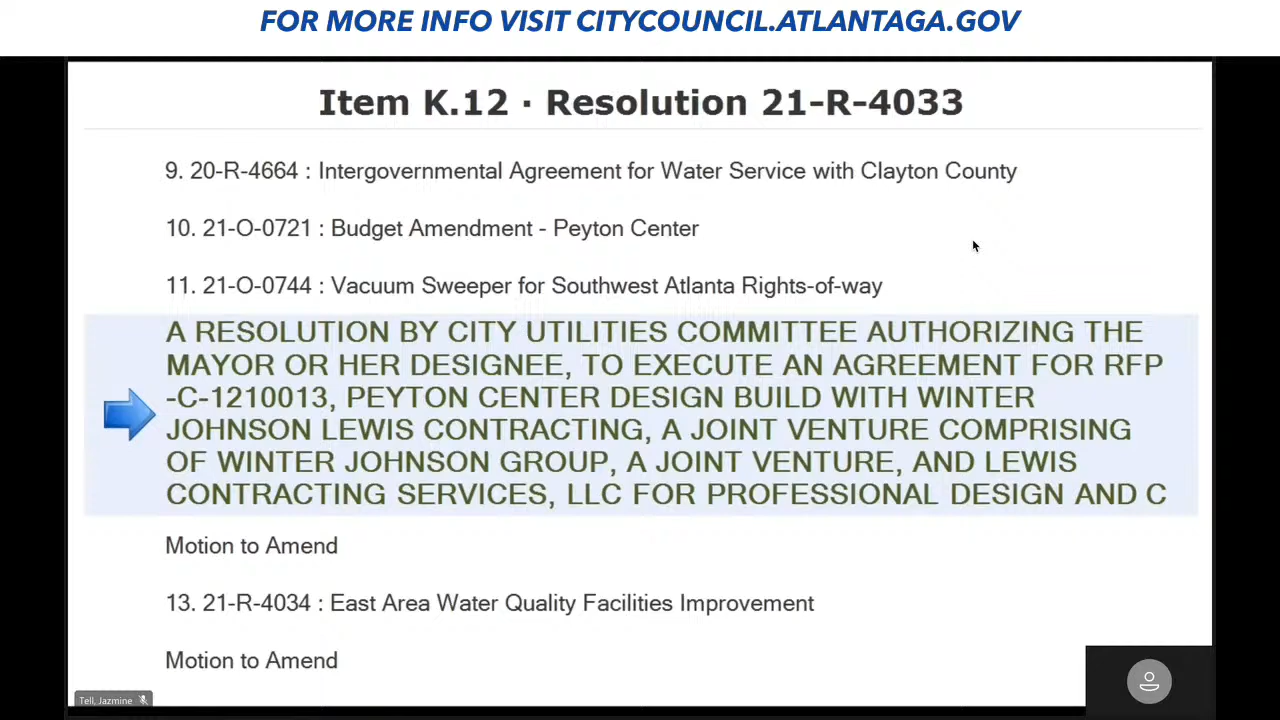 FOR MORE INFO VISIT CITYCOUNCIL.ATLANTAGA.GOV
Item K.12 · Resolution 21-R-4033
9. 20-R-4664 : Intergovernmental Agreement for Water Service with Clayton County
10. 21-O-0721 : Budget Amendment - Peyton Center
11. 21-O-0744 : Vacuum Sweeper for Southwest Atlanta Rights-of-way
A RESOLUTION BY CITY UTILITIES COMMITTEE AUTHORIZING THE
MAYOR OR HER DESIGNEE, TO EXECUTE AN AGREEMENT FOR RFP
-C-1210013, PEYTON CENTER DESIGN BUILD WITH WINTER
JOHNSON LEWIS CONTRACTING, A JOINT VENTURE COMPRISING
OF WINTER JOHNSON GROUP, A JOINT VENTURE, AND LEWIS
CONTRACTING SERVICES, LLC FOR PROFESSIONAL DESIGN AND C
Motion to Amend
13. 21-R-4034 : East Area Water Quality Facilities Improvement
Motion to Amend
Tell, Jazmine